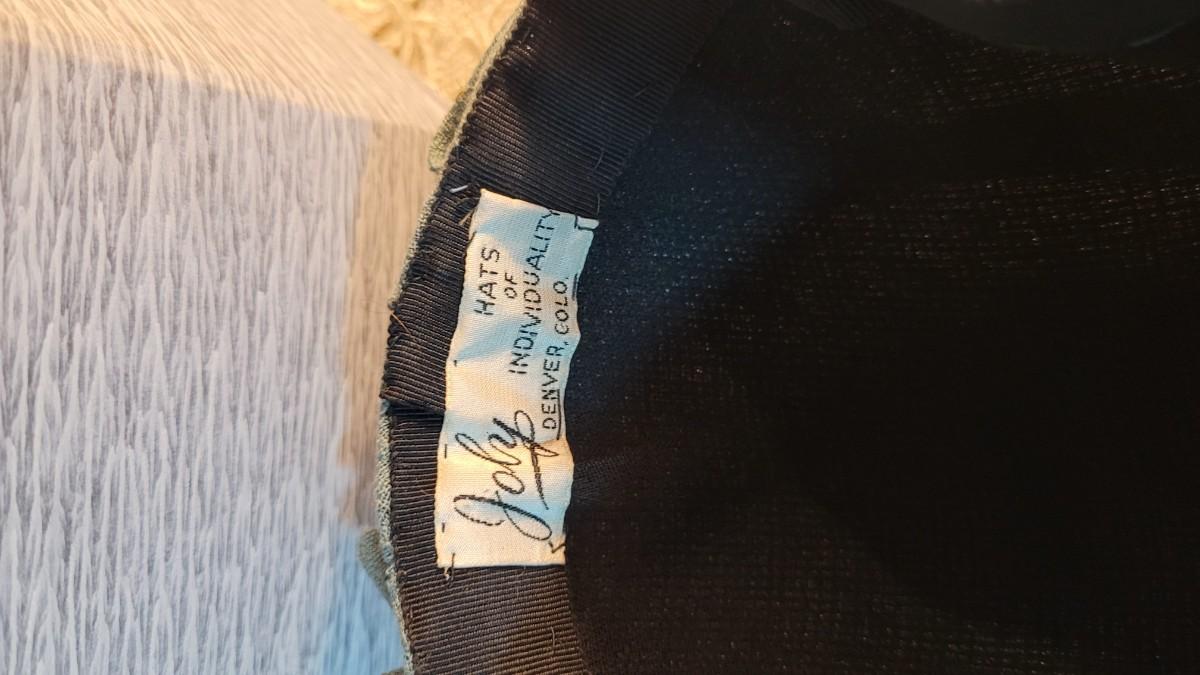 Joly
HATS
OF
INDIVIDUALITY
DENVER, COLO.